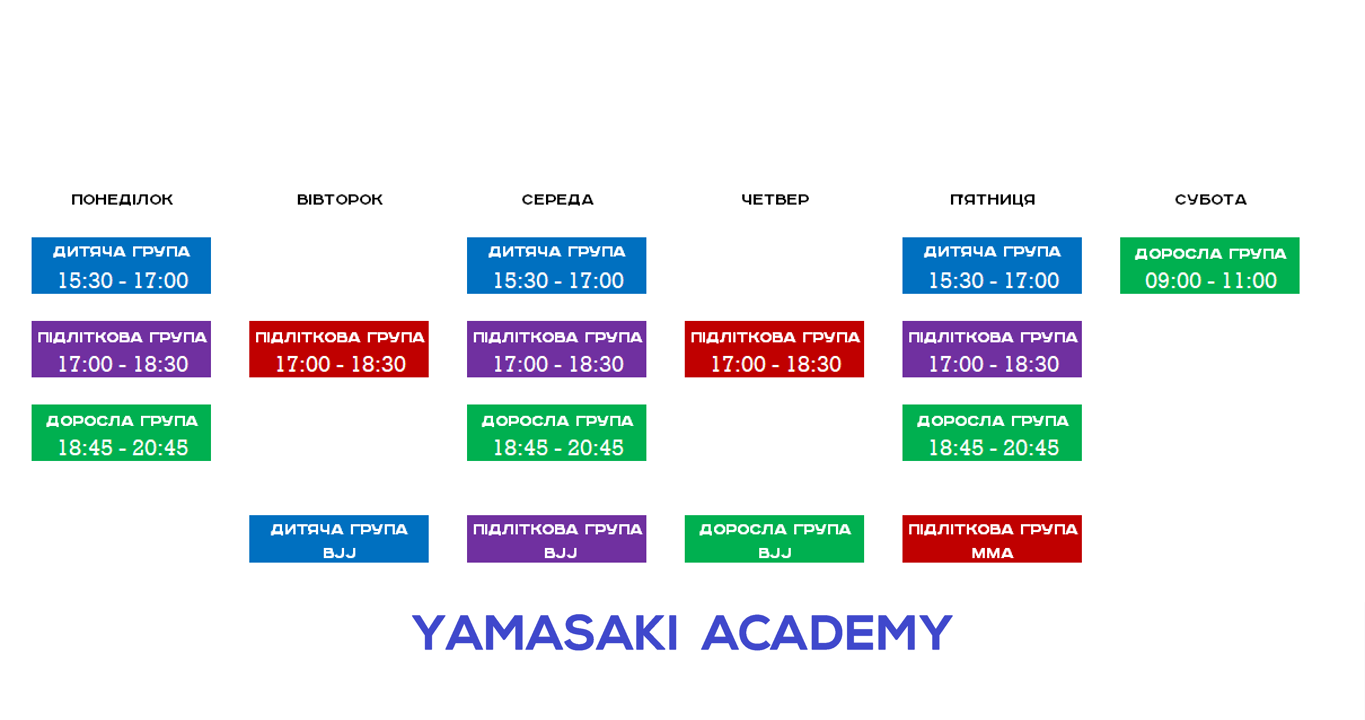 ПОНЕДІЛОК ВІВТОРОК СЕРЕДА ЧЕТВЕР П'ЯТНИЦЯ СУБОТА
ДИТЯЧА ГРУПА ДИТЯЧА ГРУПА ДИТЯЧА ГРУПА ДОРОСЛА ГРУПА
15:30 - 17:00 15:30 - 17:00 15:30 - 17:00 09:00 - 11:00
ПІДЛІТКОВА ГРУПА ПІДЛІТКОВА ГРУПА ПІДЛІТКОВА ГРУПА ПІДЛІТКОВА ГРУПА ПІДЛІТКОВА ГРУПА
17:00 - 18:30 17:00 - 18:30 17:00 - 18:30 17:00 - 18:30 17:00 - 18:30
ДОРОСЛА ГРУПА ДОРОСЛА ГРУПА ДОРОСЛА ГРУПА
18:45 - 20:45 18:45 - 20:45 18:45 - 20:45
ДИТЯЧА ГРУПА ПІДЛІТКОВА ГРУПА ДОРОСЛА ГРУПА ПІДЛІТКОВА ГРУПА
BJJ BJJ BJJ MMA
YAMASAKI ACADEMY